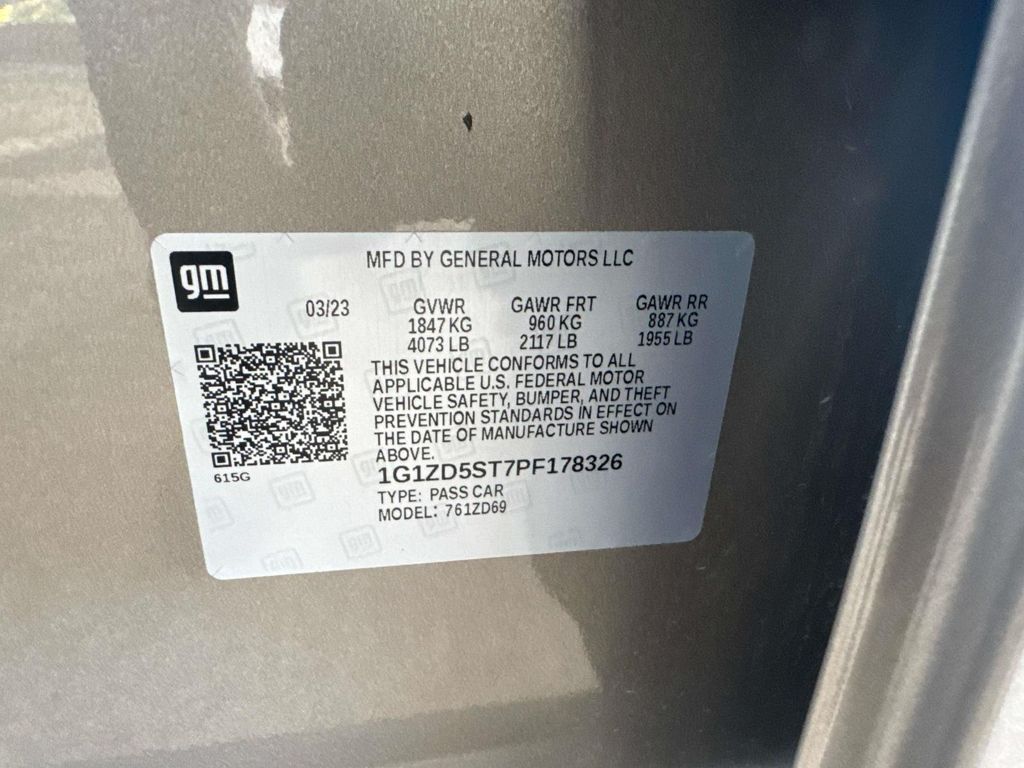 gm
MFD BY GENERAL MOTORS LLC
03/23 GVWR GAWR FRT GAWR RR
1847 KG 960 KG 887 KG
4073 LB 2117 LB 1955 LB
THIS VEHICLE CONFORMS TO ALL
APPLICABLE U.S. FEDERAL MOTOR
VEHICLE SAFETY, BUMPER, AND THEFT
PREVENTION STANDARDS IN EFFECT ON
THE DATE OF MANUFACTURE SHOWN
ABOVE.
615G
1G1ZD5ST7PF178326
TYPE: PASS CAR
MODEL: 761ZD69